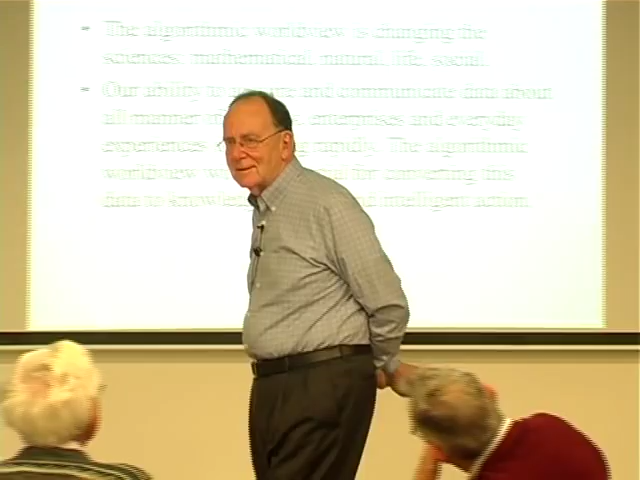 The algorithmic worldview is changing the
sciences: mathematical, natural, life, social.
Our ability to and communicate data about
all manner enterprises and everyday
experiences rapidly. The algorithmic
worldview for converting this
data to intelligent action.